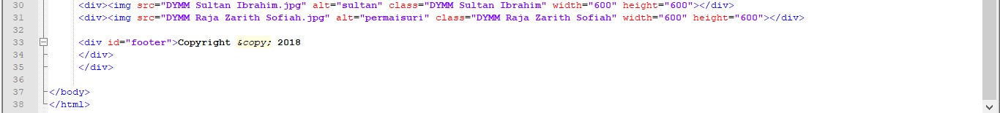 30 <div><img src="DYMM Sultan Ibrahim.jpg" alt="sultan" class="DYMM Sultan Ibrahim" width="600" height="600"></div>
31 <div><img src="DYMM Raja Zarith Sofiah.jpg" alt="permaisuri" class="DYMM Raja Zarith Sofiah" width="600" height="600"></div>
32
33 <div id="footer">Copyright &copy; 2018
34 </div>
35 </div>
36
37 </body>
38 </html>